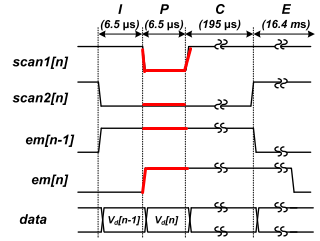 I P C E
(6.5 µs) (6.5 µs) (195 µs) (16.4 ms)
scan1[n]
scan2[n]
em[n-1]
em[n]
data
Vd[n-1] Vd[n]